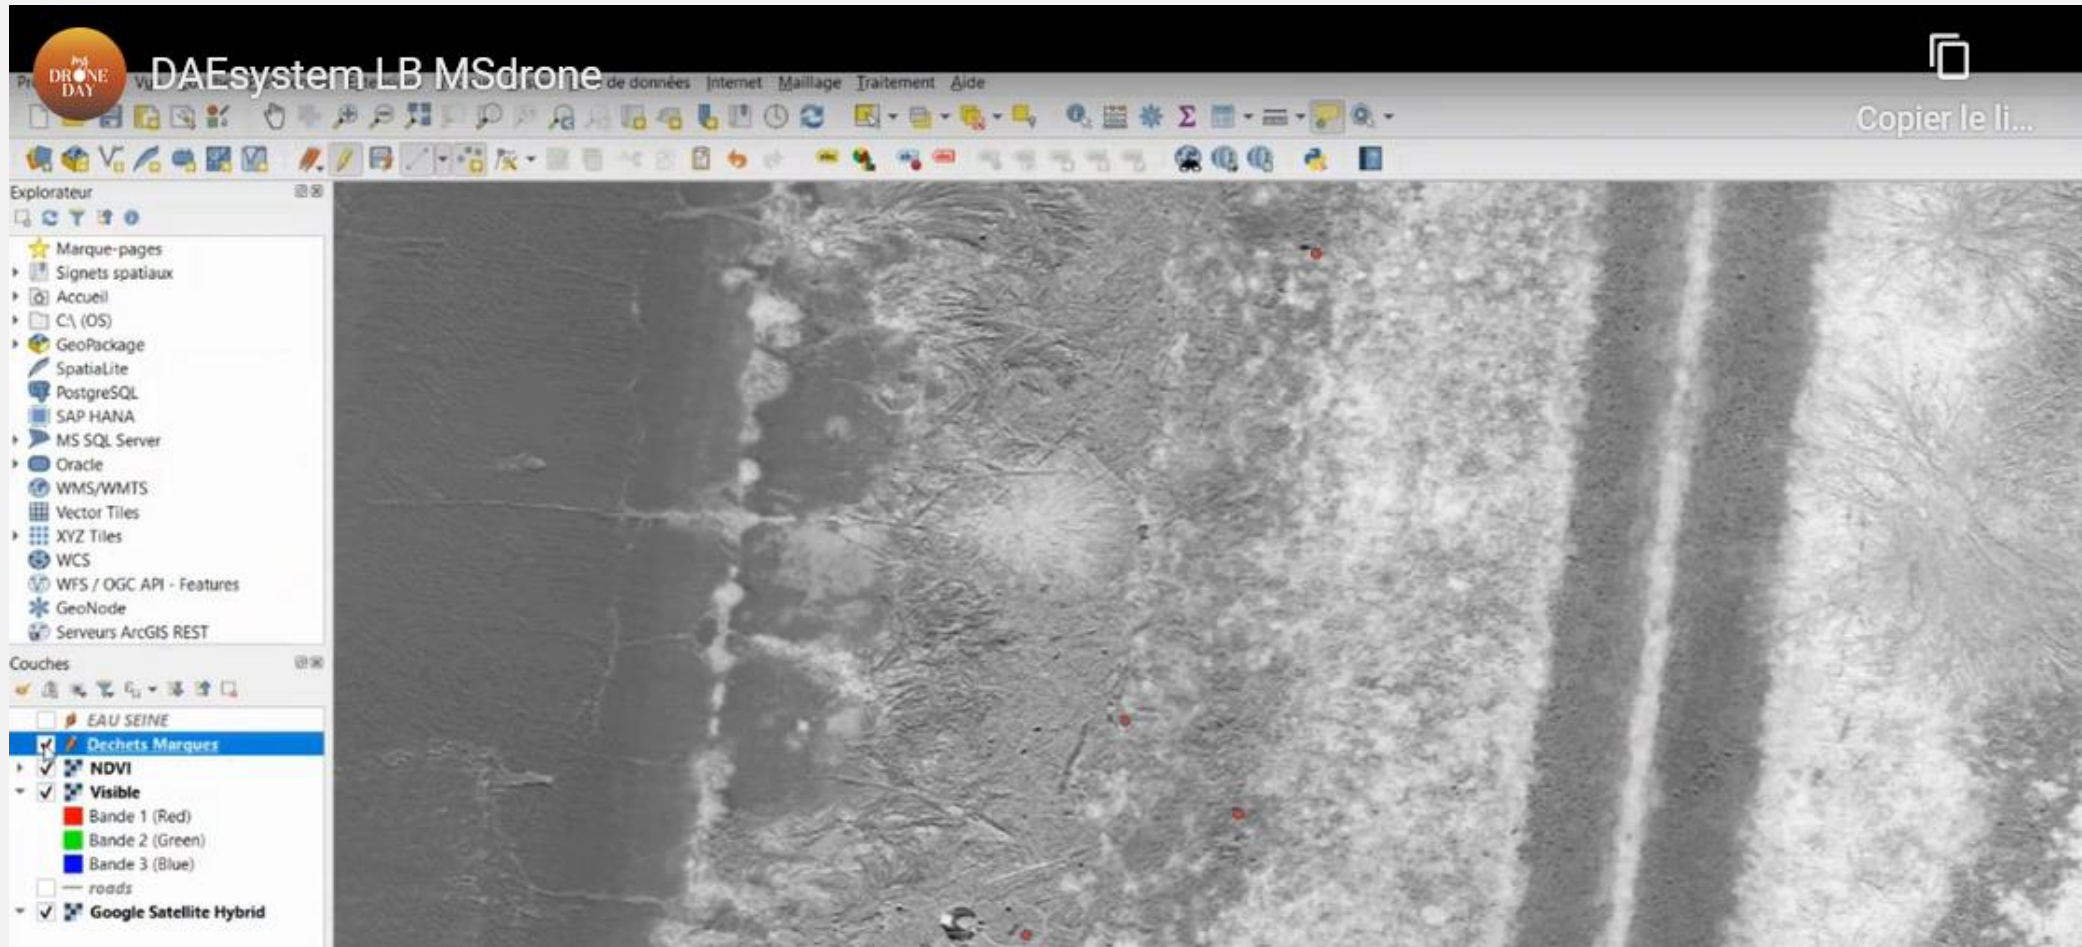 my
DRONE
DAY
DAEsystem LB MSdrone
de données Internet Maillage Traitement Aide
Copier le li...
Explorateur
Marque-pages
Signets spatiaux
Accueil
C:\ (OS)
GeoPackage
SpatiaLite
PostgreSQL
SAP HANA
MS SQL Server
Oracle
WMS/WMTS
Vector Tiles
XYZ Tiles
WCS
WFS / OGC API - Features
GeoNode
Serveurs ArcGIS REST
Couches
EAU SEINE
Dechets Marques
NDVI
Visible
Bande 1 (Red)
Bande 2 (Green)
Bande 3 (Blue)
roads
Google Satellite Hybrid